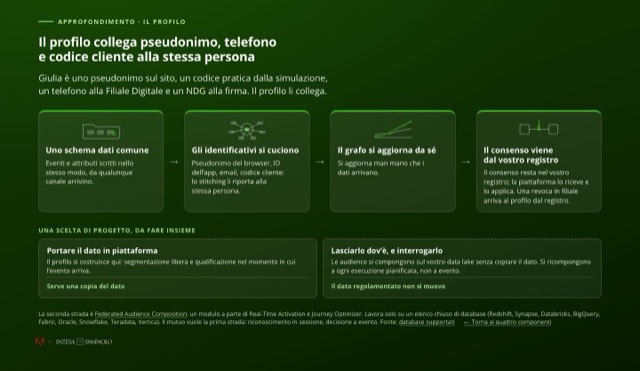 APPROFONDIMENTO · IL PROFILO
Il profilo collega pseudonimo, telefono
e codice cliente alla stessa persona
Giulia è uno pseudonimo sul sito, un codice pratica dalla simulazione,
un telefono alla Filiale Digitale e un NDG alla firma. Il profilo li collega.
Uno schema dati comune
Eventi e attributi scritti nello
stesso modo, da qualunque
canale arrivino.
→
Gli identificativi si cuciono
Pseudonimo del browser, ID
dell'app, email, codice cliente:
lo stitching li riporta alla
stessa persona.
→
Il grafo si aggiorna da sé
Si aggiorna man mano che i
dati arrivano.
→
Il consenso viene
dal vostro registro
Il consenso resta nel vostro
registro; la piattaforma lo riceve e
lo applica. Una revoca in filiale
arriva al profilo dal registro.
UNA SCELTA DI PROGETTO, DA FARE INSIEME
Portare il dato in piattaforma
Il profilo si costruisce qui: segmentazione libera e qualificazione nel momento in cui
l'evento arriva.
Serve una copia del dato
Lasciarlo dov'è, e interrogarlo
Le audience si compongono sul vostro data lake senza copiare il dato. Si ricompongono
a ogni esecuzione pianificata, non a evento.
Il dato regolamentato non si muove
La seconda strada è Federated Audience Composition: un modulo a parte di Real-Time Activation e Journey Optimizer. Lavora solo su un elenco chiuso di database (Redshift, Synapse, Databricks, BigQuery,
Fabric, Oracle, Snowflake, Teradata, Vertica). Il mutuo vuole la prima strada: riconoscimento in sessione, decisione a evento. Fonte: database supportati ← Torna ai quattro componenti
INTESA SANPAOLO